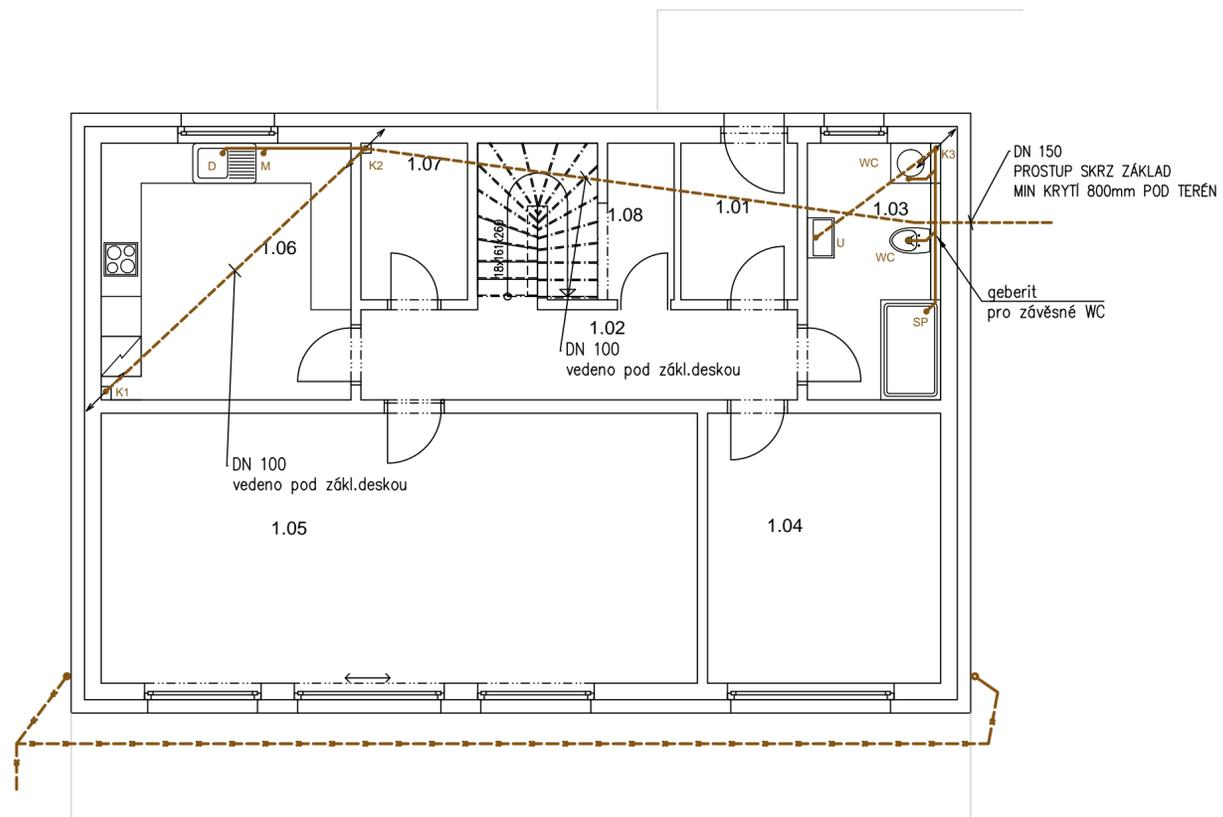 WC
K3
DN 150
PROSTUP SKRZ ZÁKLAD
MIN KRYTÍ 800mm POD TERÉN
D
M
K2
1.07
1.08
1.01
1.03
U
WC
1.06
18x161x260
geberit
pro závěsné WC
SP
1.02
DN 100
vedeno pod zákl.deskou
K1
DN 100
vedeno pod zákl.deskou
1.05
1.04